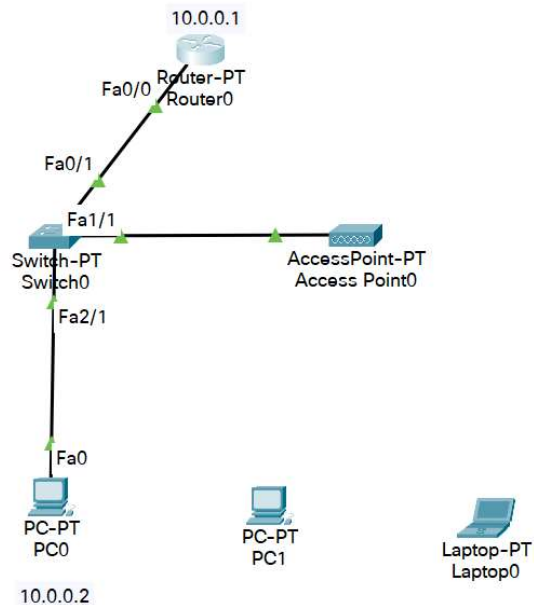 10.0.0.1
Router-PT
Fa0/0 Router0
Fa0/1
Fa1/1
Switch-PT
Switch0
AccessPoint-PT
Access Point0
Fa2/1
Fa0
PC-PT
PC0
PC-PT
PC1
Laptop-PT
Laptop0
10.0.0.2